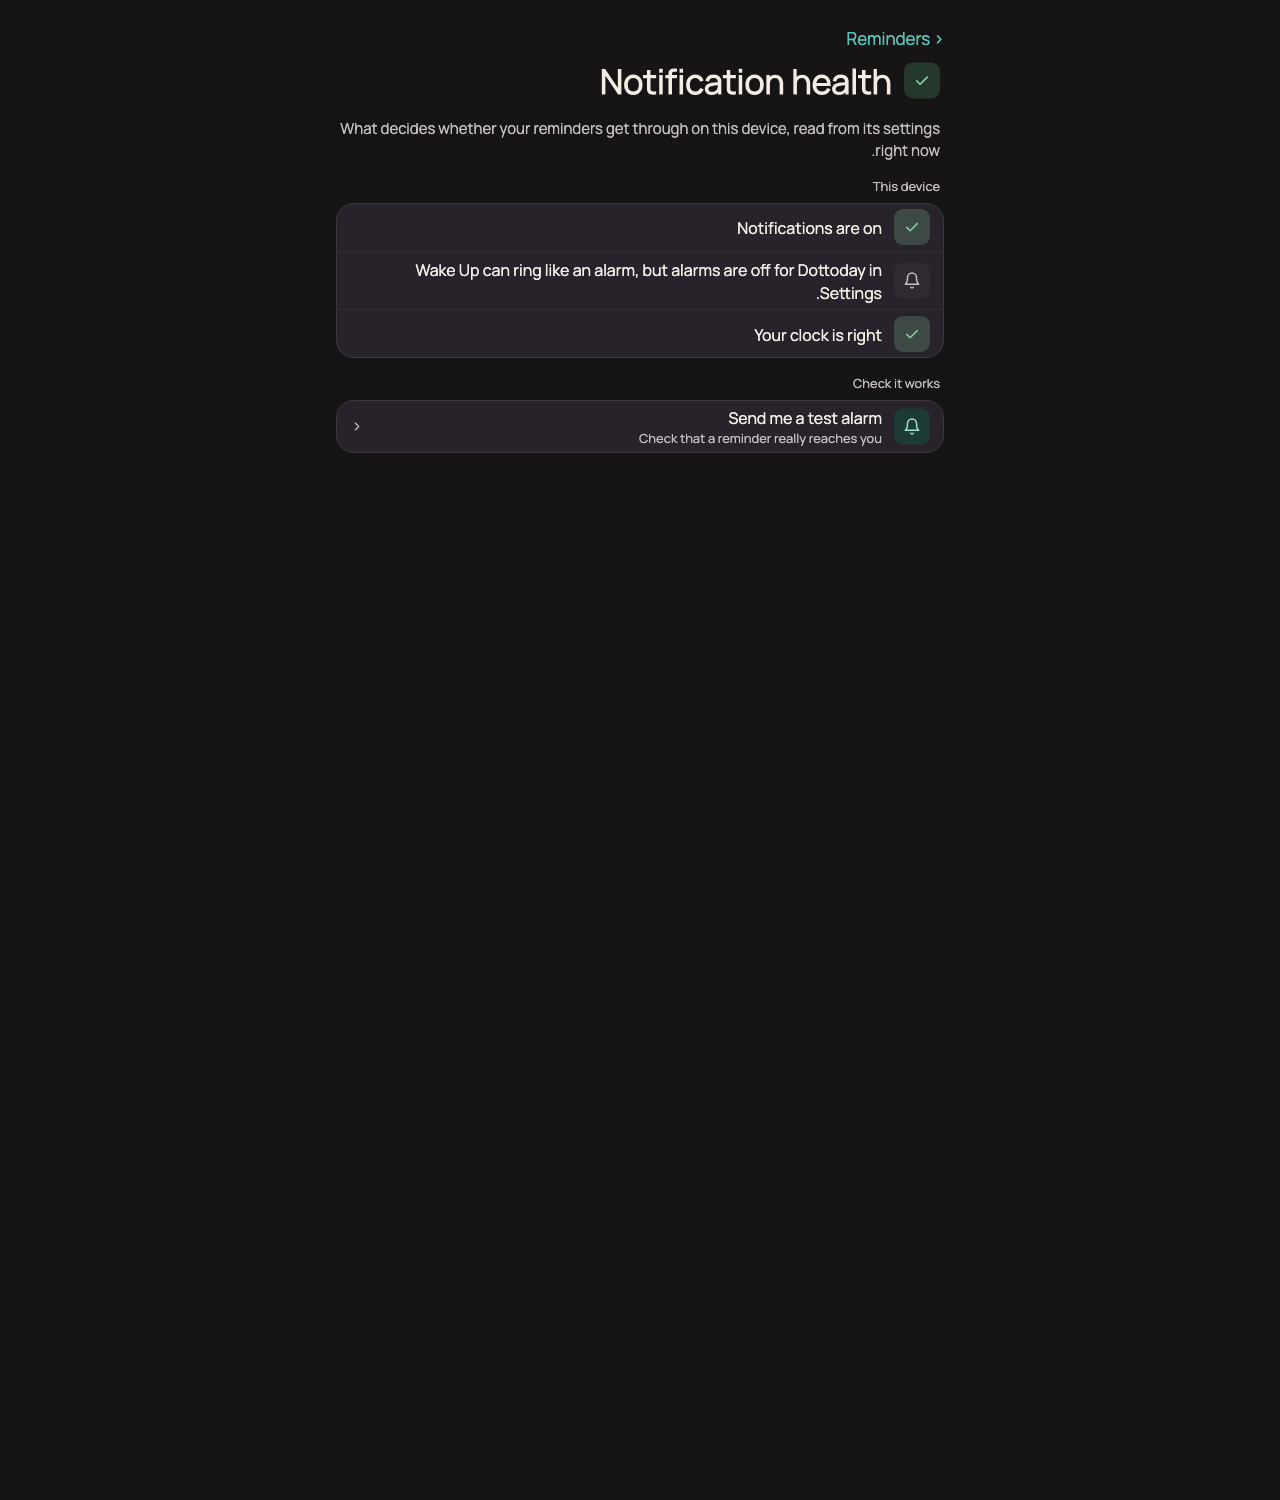 Reminders
Notification health
What decides whether your reminders get through on this device, read from its settings
right now.
This device
Notifications are on
Wake Up can ring like an alarm, but alarms are off for Dottoday in
Settings.
Your clock is right
Check it works
Send me a test alarm
Check that a reminder really reaches you